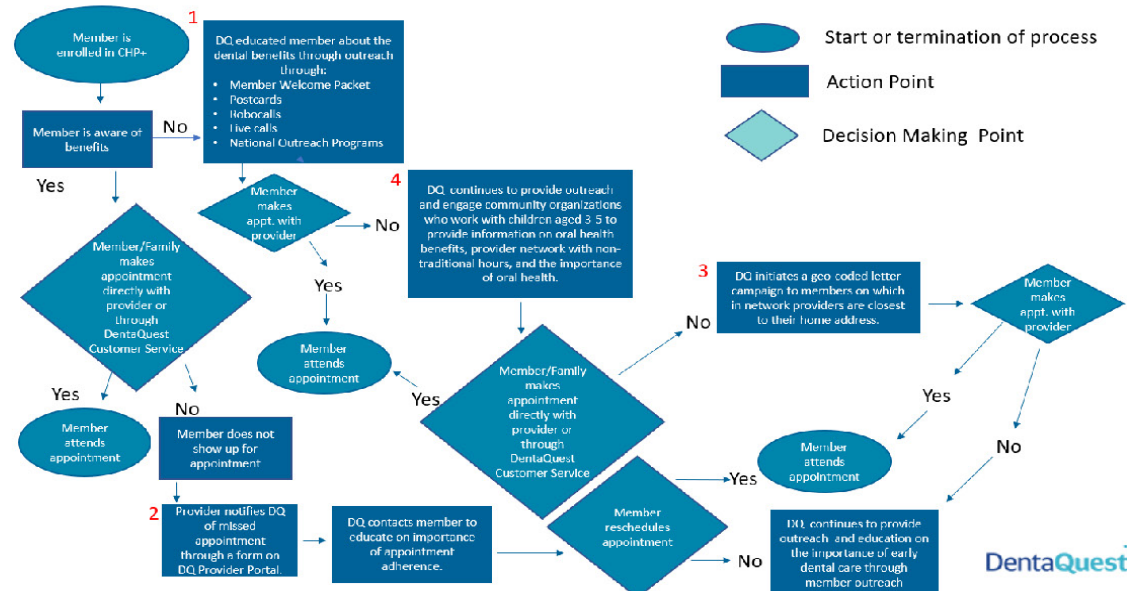 Member is
enrolled in CHP+
1
DQ educated member about the
dental benefits through outreach
through:
• Member Welcome Packet
• Postcards
• Robocalls
• Live calls
• National Outreach Programs
Start or termination of process
Action Point
Decision Making Point
Member is aware of
benefits
No
Yes
Member
makes
appt. with
provider
No
Yes
Member
attends
appointment
4
DQ continues to provide outreach
and engage community organizations
who work with children aged 3-5 to
provide information on oral health
benefits, provider network with non-
traditional hours, and the importance
of oral health.
Member/Family
makes
appointment
directly with
provider or
through
DentaQuest
Customer Service
Yes
No
Member
attends
appointment
Member does not
show up for
appointment
Member/Family
makes
appointment
directly with
provider or
through
DentaQuest
Customer Service
Yes
No
3
DQ initiates a geo-coded letter
campaign to members on which
in network providers are closest
to their home address.
Member
makes
appt. with
provider
Yes
No
Member
attends
appointment
2
Provider notifies DQ
of missed
appointment
through a form on
DQ Provider Portal.
DQ contacts member to
educate on importance
of appointment
adherence.
Member
reschedules
appointment
Yes
No
DQ continues to provide
outreach and education on
the importance of early
dental care through
member outreach
DentaQuest